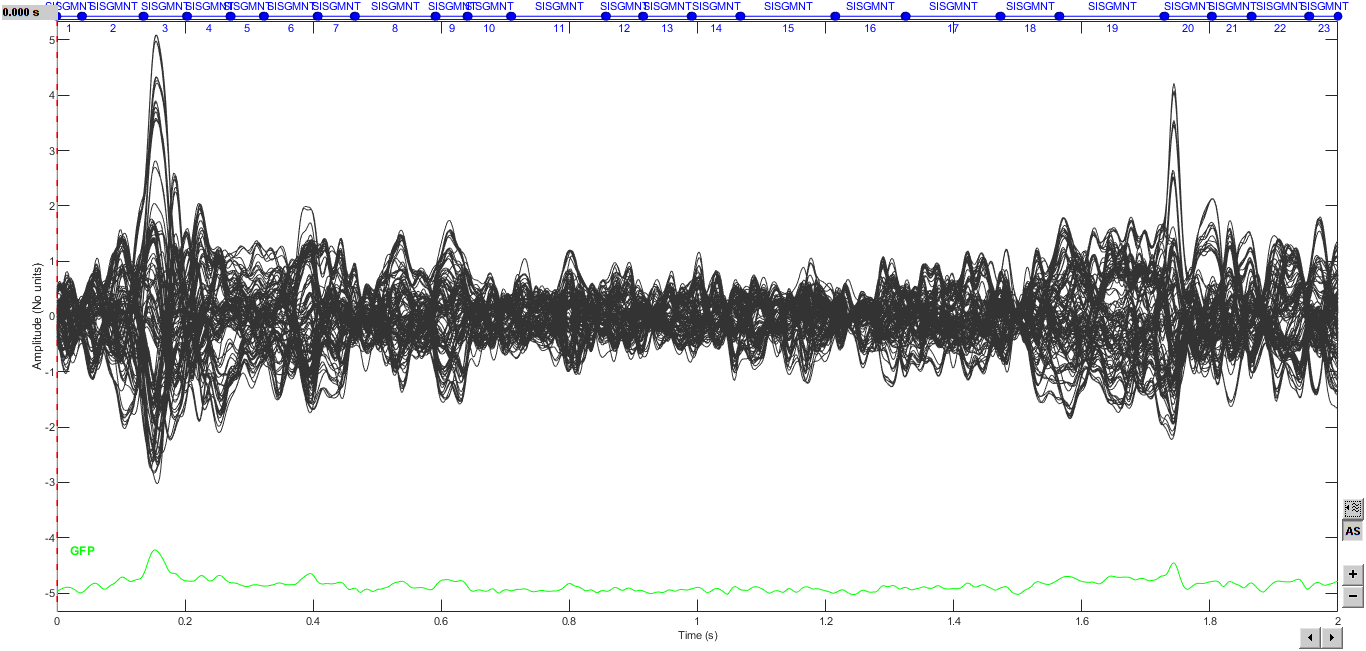 SISGMNT SISGMNT SISGMNT SISGMNT SISGMNT SISGMNT SISGMNT SISGMNT SISGMNT SISGMNT SISGMNT SISGMNT SISGMNT SISGMNT SISGMNT SISGMNT SISGMNT SISGMNT SISGMNT SISGMNT SISGMNT SISGMNT SISGMNT
0.000 s
1 2 3 4 5 6 7 8 9 10 11 12 13 14 15 16 17 18 19 20 21 22 23
5
4
3
2
1
0
-1
-2
-3
-4
-5
Amplitude (No units)
GFP
AS
+
−
0 0.2 0.4 0.6 0.8 1 1.2 1.4 1.6 1.8 2
Time (s)